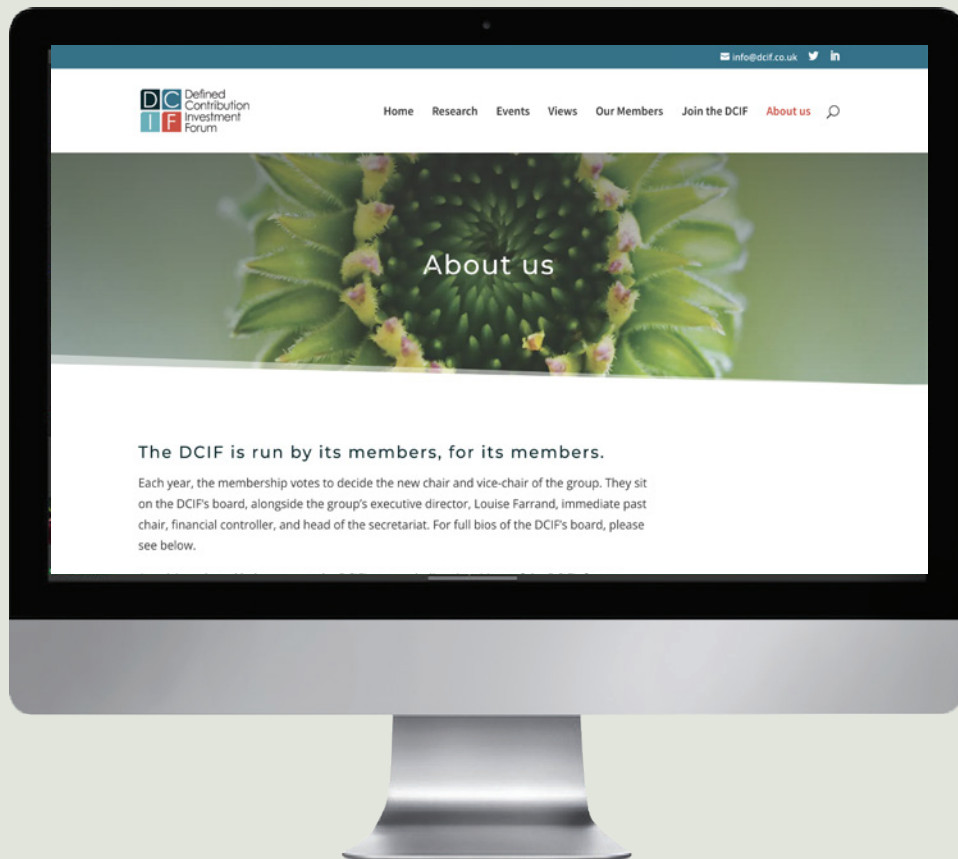 info@dcif.co.uk
DC
IF
Defined
Contribution
Investment
Forum
Home Research Events Views Our Members Join the DCIF About us
About us
The DCIF is run by its members, for its members.
Each year, the membership votes to decide the new chair and vice-chair of the group. They sit
on the DCIF's board, alongside the group's executive director, Louise Farrand, immediate past
chair, financial controller, and head of the secretariat. For full bios of the DCIF's board, please
see below.